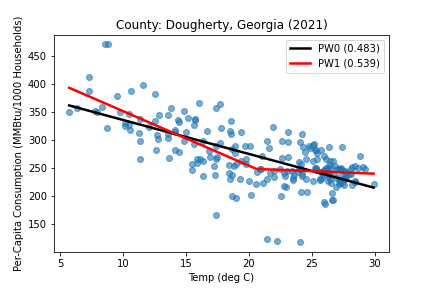 County: Dougherty, Georgia (2021)
PW0 (0.483)
PW1 (0.539)
Per-Capita Consumption (MMBtu/1000 Households)
450
400
350
300
250
200
150
5 10 15 20 25 30
Temp (deg C)